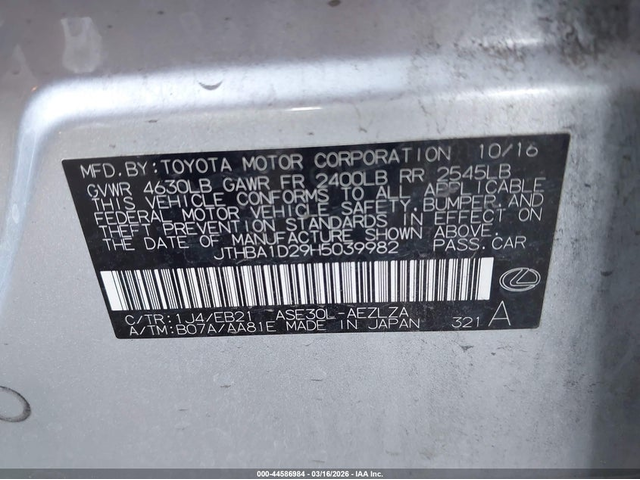 MFD.BY: TOYOTA MOTOR CORPORATION 10/16
GVWR 4630LB GAWR FR 2400LB RR 2545LB
THIS VEHICLE CONFORMS TO ALL APPLICABLE
FEDERAL MOTOR VEHICLE SAFETY, BUMPER, AND
THEFT PREVENTION STANDARDS IN EFFECT ON
THE DATE OF MANUFACTURE SHOWN ABOVE.
JTHBA1D29H5039982 PASS.CAR
C/TR:1J4/EB21 ASE30L-AEZLZA
A/TM:B07A/AA81E MADE IN JAPAN 321 A
000-44586984 | 03/16/2026 | IAA Inc.